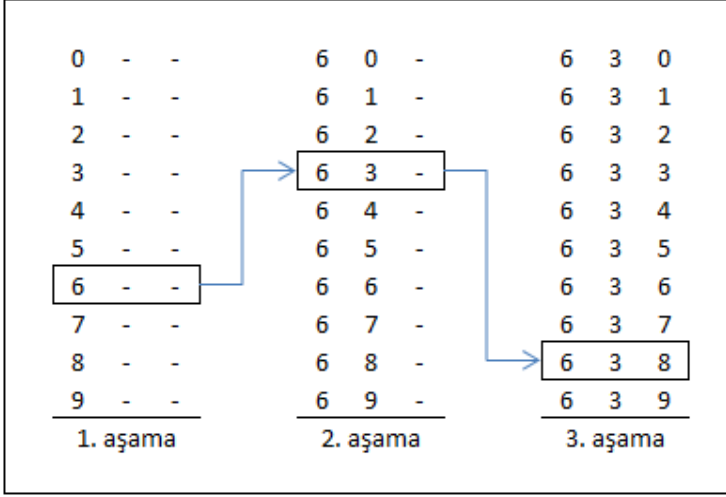 0 - - 6 0 - 6 3 0
1 - - 6 1 - 6 3 1
2 - - 6 2 - 6 3 2
3 - - 6 3 - 6 3 3
4 - - 6 4 - 6 3 4
5 - - 6 5 - 6 3 5
6 - - 6 6 - 6 3 6
7 - - 6 7 - 6 3 7
8 - - 6 8 - 6 3 8
9 - - 6 9 - 6 3 9
1. aşama 2. aşama 3. aşama